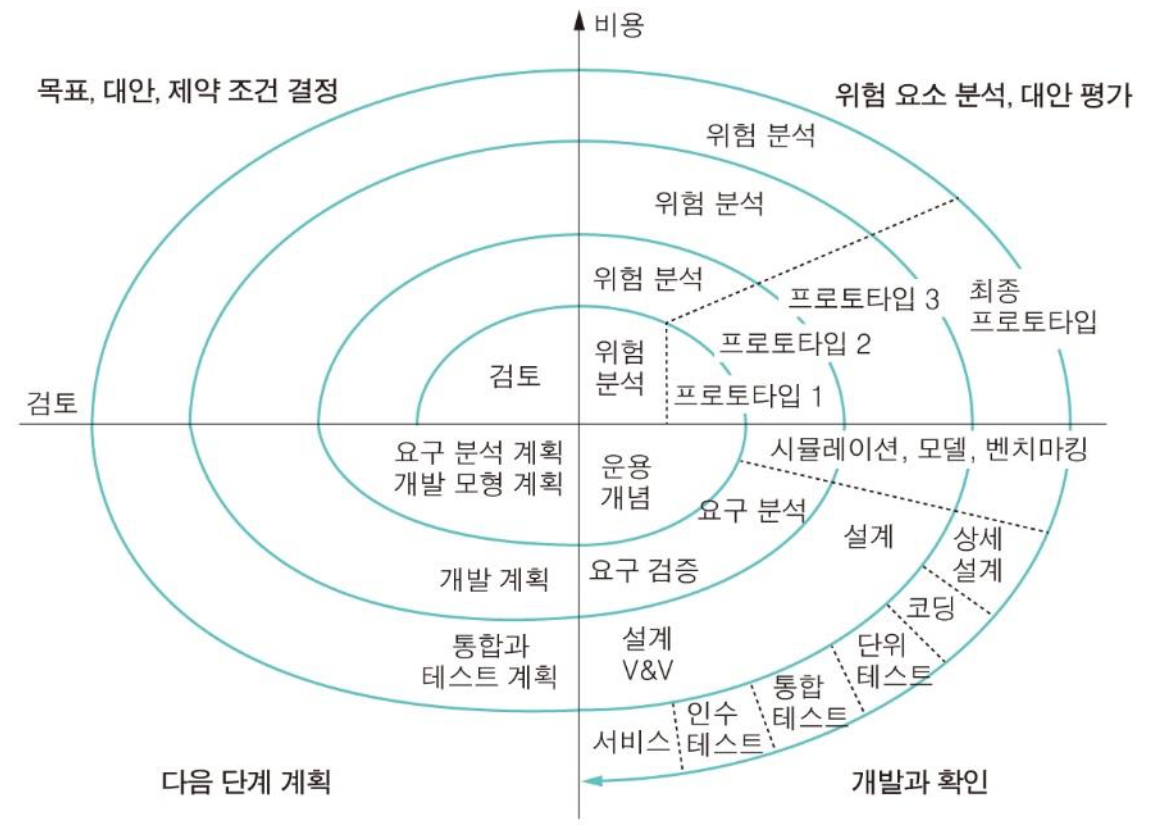 비용
목표, 대안, 제약 조건 결정
위험 요소 분석, 대안 평가
위험 분석
위험 분석
위험 분석
위험
분석
프로토타입 1
프로토타입 2
프로토타입 3
최종
프로토타입
검토
검토
요구 분석 계획
개발 모형 계획
운용
개념
시뮬레이션, 모델, 벤치마킹
요구 분석
설계
상세
설계
개발 계획
요구 검증
코딩
통합과
테스트 계획
설계
V&V
단위
테스트
통합
테스트
인수
테스트
서비스
다음 단계 계획
개발과 확인